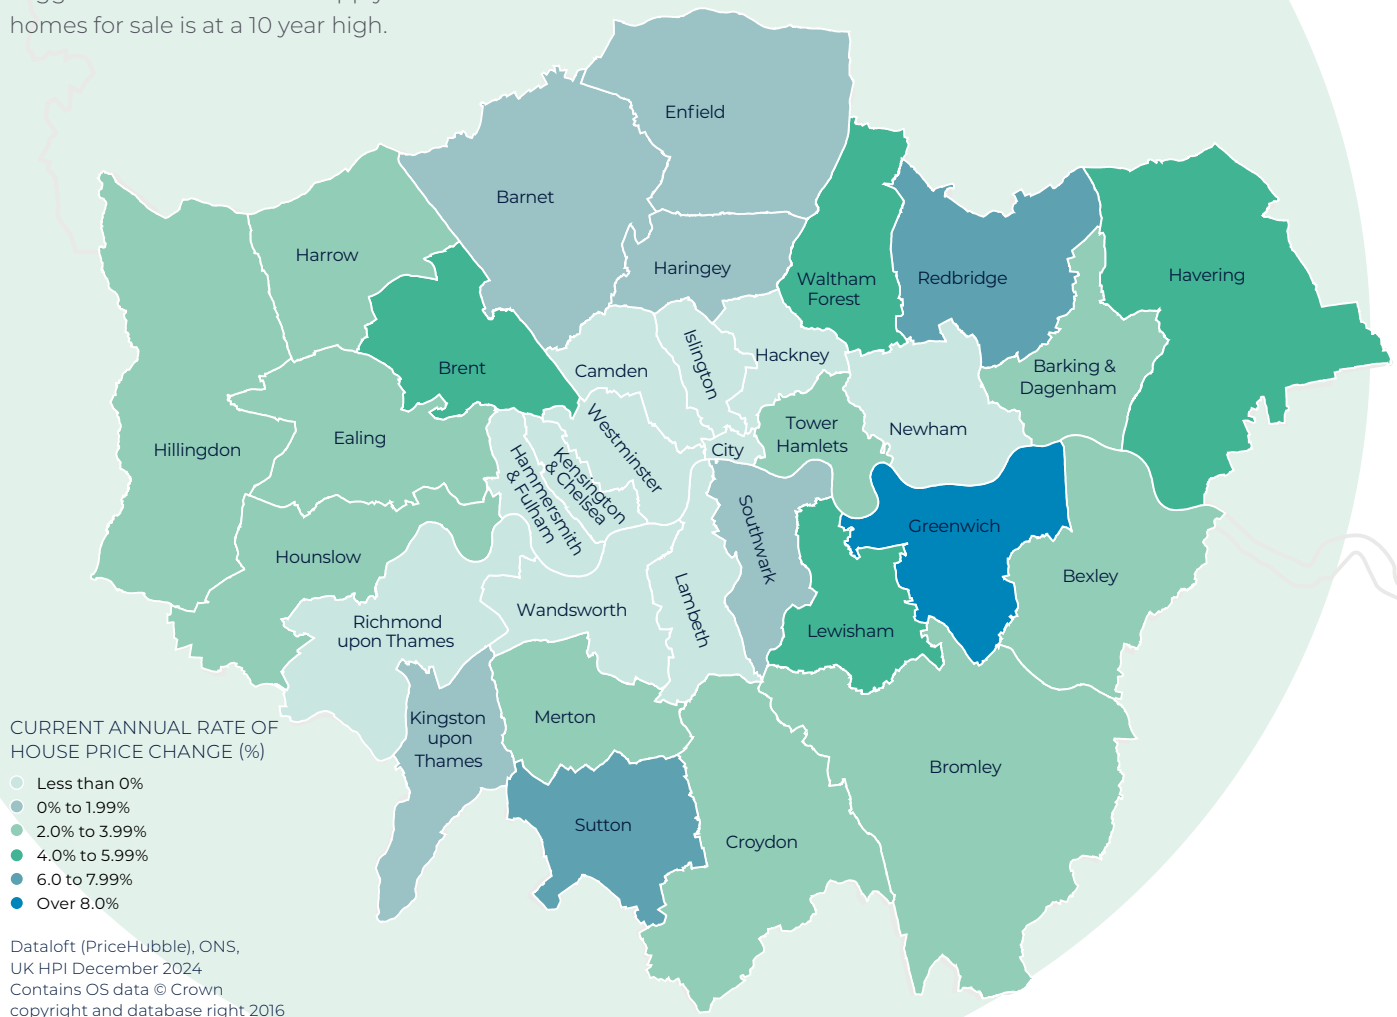 homes for sale is at a 10 year high.
Enfield
Barnet
Harrow
Haringey
Waltham
Forest
Redbridge
Havering
Brent
Camden
Islington
Hackney
Barking &
Dagenham
Hillingdon
Ealing
Westminster
City
Tower
Hamlets
Newham
Hammersmith
& Fulham
Kensington
& Chelsea
Hounslow
Southwark
Greenwich
Bexley
Richmond
upon Thames
Wandsworth
Lambeth
Lewisham
Kingston
upon
Thames
Merton
Bromley
Sutton
Croydon
CURRENT ANNUAL RATE OF
HOUSE PRICE CHANGE (%)
Less than 0%
0% to 1.99%
2.0% to 3.99%
4.0% to 5.99%
6.0 to 7.99%
Over 8.0%
Dataloft (PriceHubble), ONS,
UK HPI December 2024
Contains OS data © Crown
copyright and database right 2016